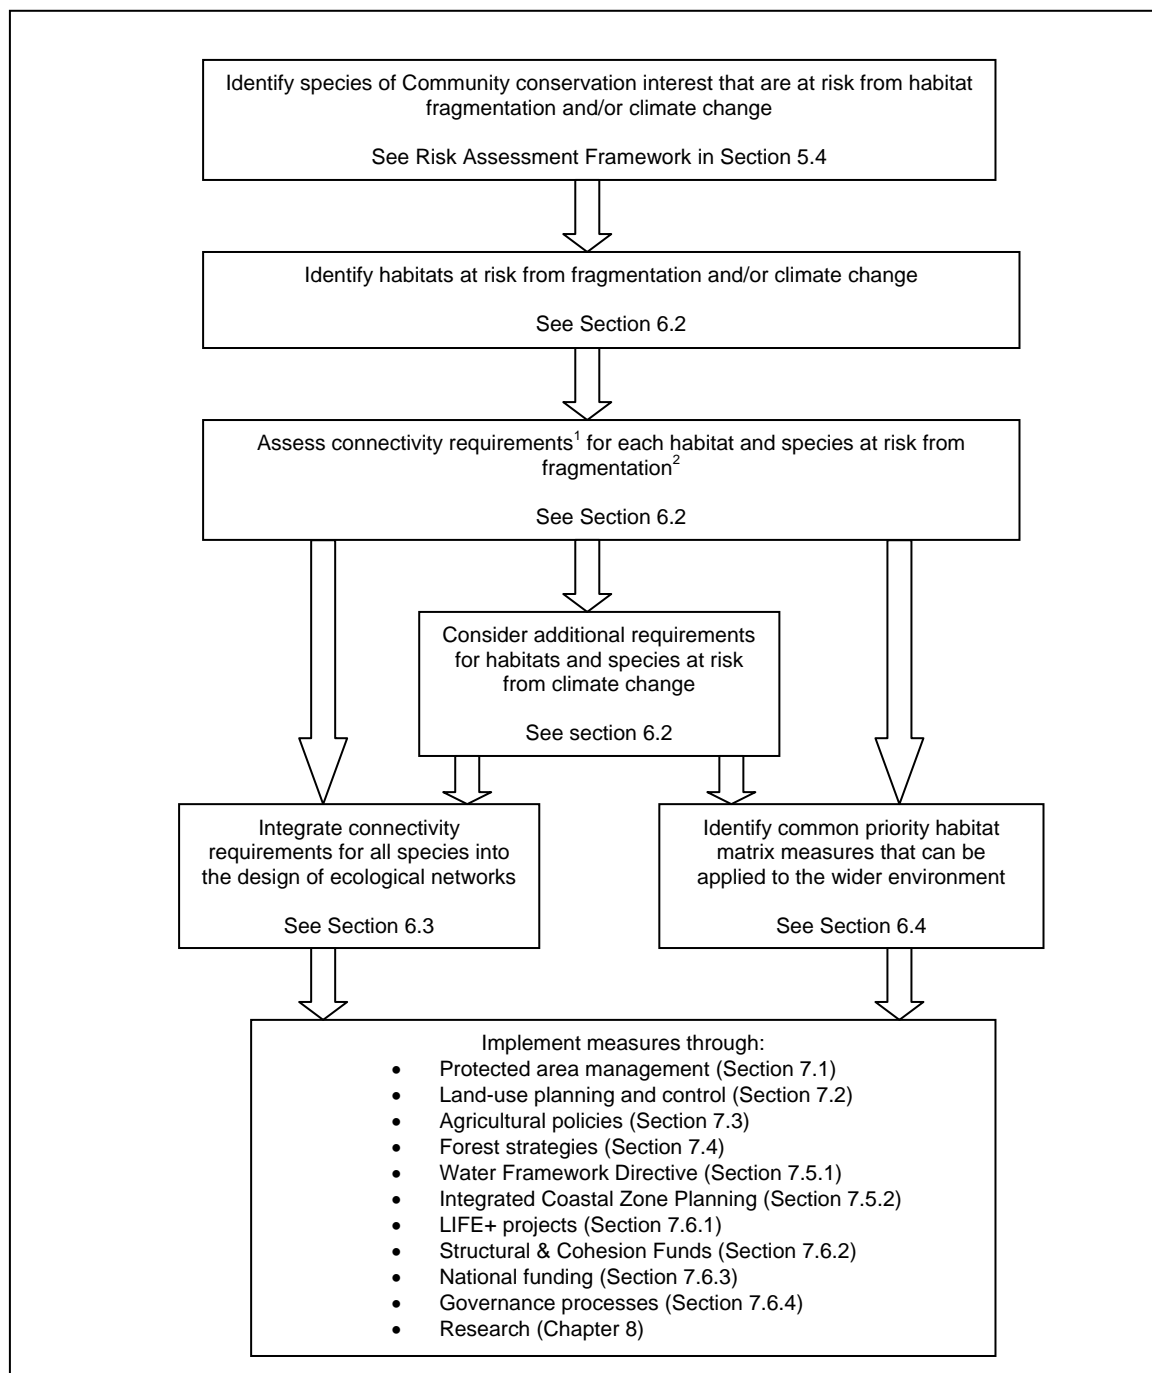 Identify species of Community conservation interest that are at risk from habitat
fragmentation and/or climate change
See Risk Assessment Framework in Section 5.4
Identify habitats at risk from fragmentation and/or climate change
See Section 6.2
Assess connectivity requirements¹ for each habitat and species at risk from
fragmentation²
See Section 6.2
Consider additional requirements
for habitats and species at risk
from climate change
See section 6.2
Integrate connectivity
requirements for all species into
the design of ecological networks
See Section 6.3
Identify common priority habitat
matrix measures that can be
applied to the wider environment
See Section 6.4
Implement measures through:
• Protected area management (Section 7.1)
• Land-use planning and control (Section 7.2)
• Agricultural policies (Section 7.3)
• Forest strategies (Section 7.4)
• Water Framework Directive (Section 7.5.1)
• Integrated Coastal Zone Planning (Section 7.5.2)
• LIFE+ projects (Section 7.6.1)
• Structural & Cohesion Funds (Section 7.6.2)
• National funding (Section 7.6.3)
• Governance processes (Section 7.6.4)
• Research (Chapter 8)